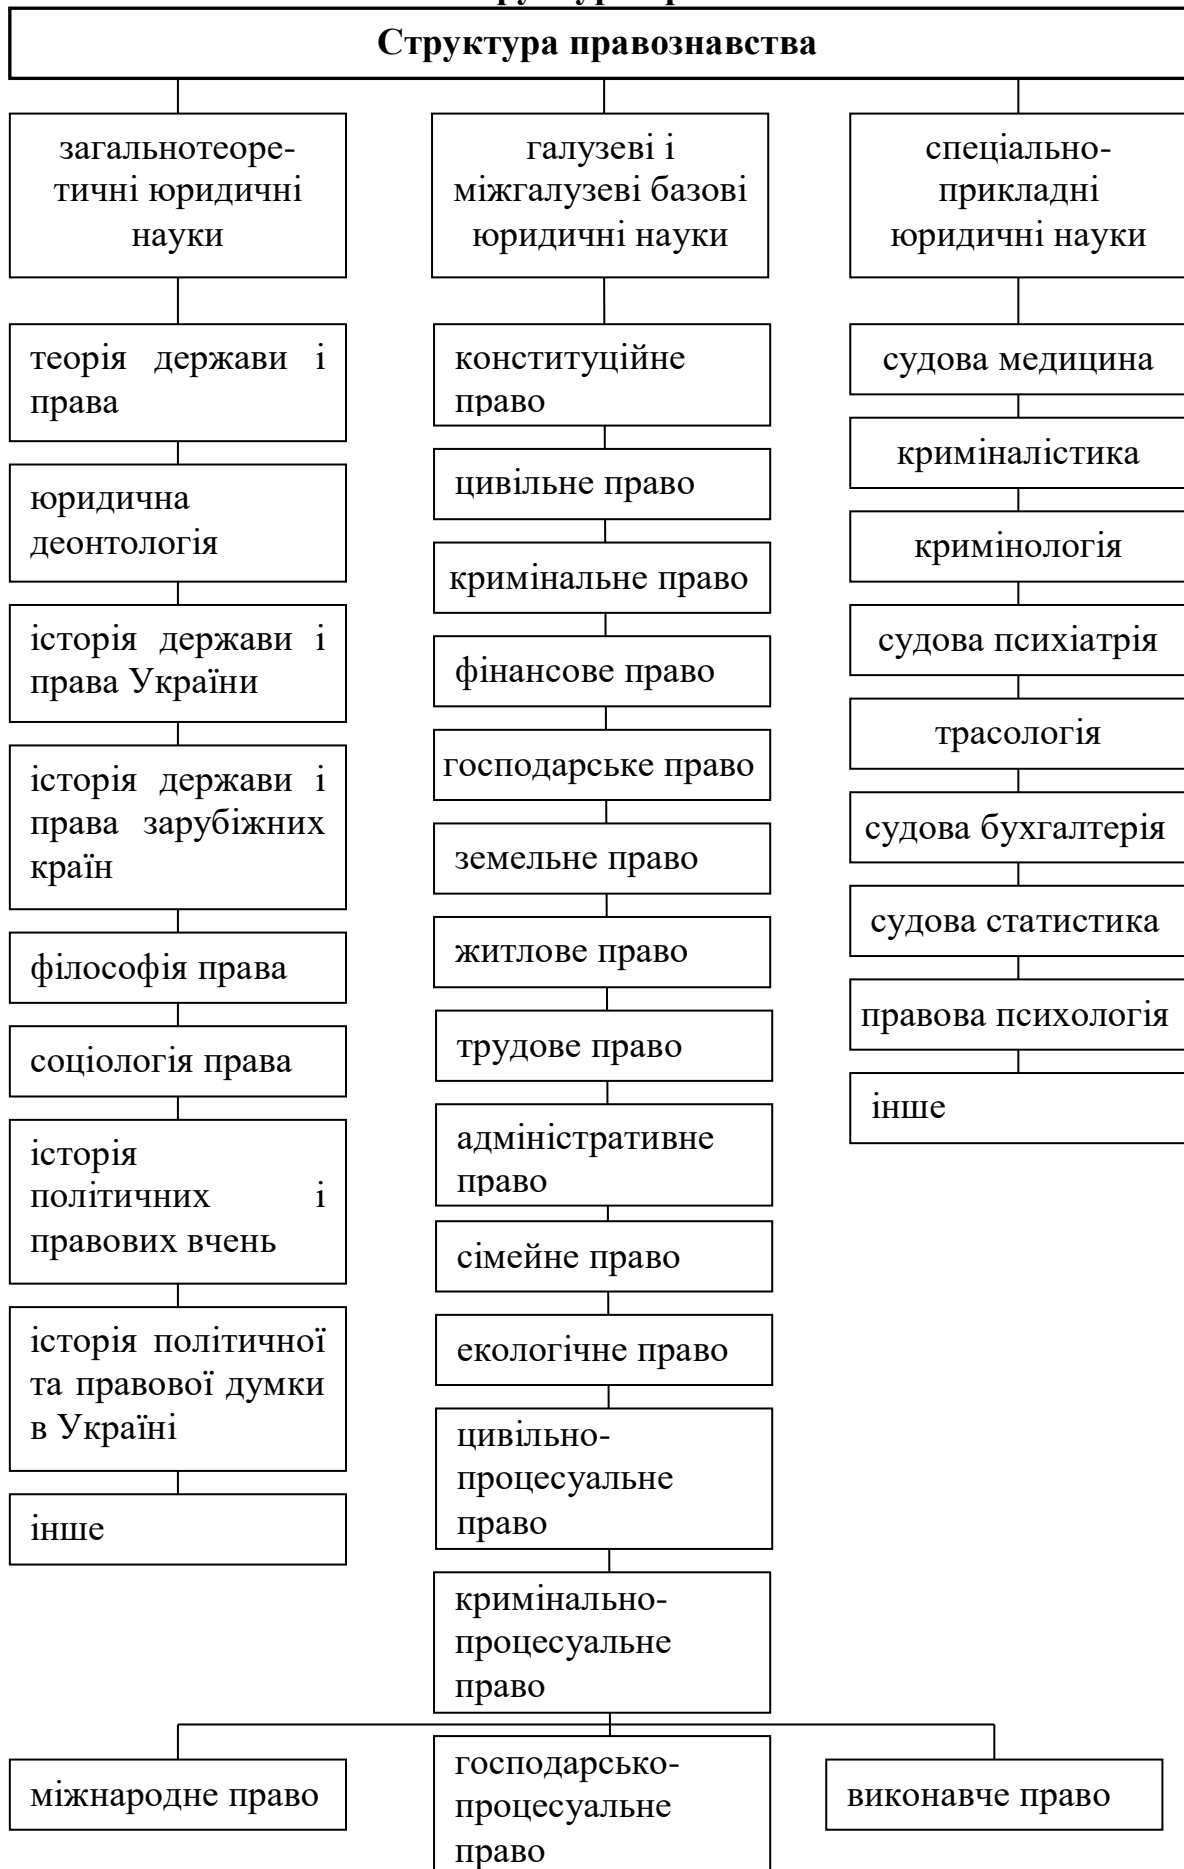 Структура правознавства
загальнотеоре-
тичні юридичні
науки
галузеві і
міжгалузеві базові
юридичні науки
спеціально-
прикладні
юридичні науки
теорія держави і
права
юридична
деонтологія
історія держави і
права України
історія держави і
права зарубіжних
країн
філософія права
соціологія права
історія
політичних і
правових вчень
історія політичної
та правової думки
в Україні
інше
конституційне
право
цивільне право
кримінальне право
фінансове право
господарське право
земельне право
житлове право
трудове право
адміністративне
право
сімейне право
екологічне право
цивільно-
процесуальне
право
кримінально-
процесуальне
право
судова медицина
криміналістика
кримінологія
судова психіатрія
трасологія
судова бухгалтерія
судова статистика
правова психологія
інше
міжнародне право
господарсько-
процесуальне
право
виконавче право